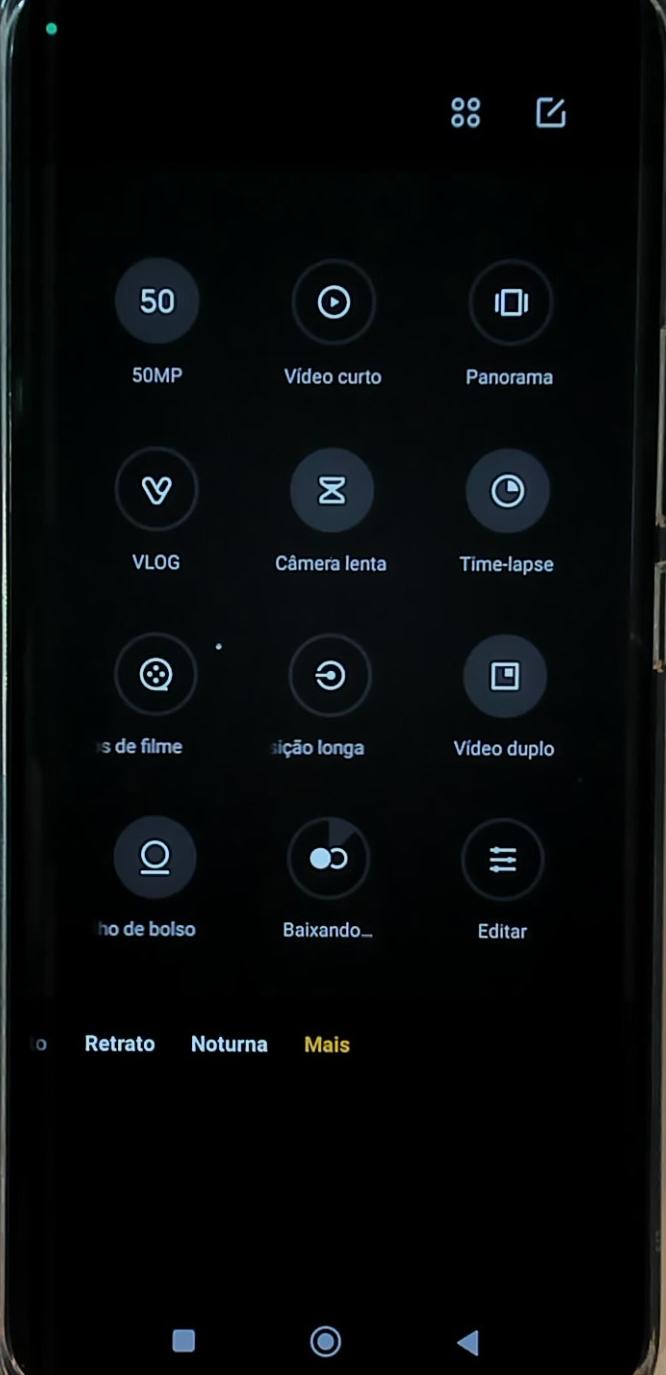 50
50MP
Vídeo curto
Panorama
VLOG
Câmera lenta
Time-lapse
s de filme
sição longa
Vídeo duplo
ho de bolso
Baixando...
Editar
o
Retrato
Noturna
Mais